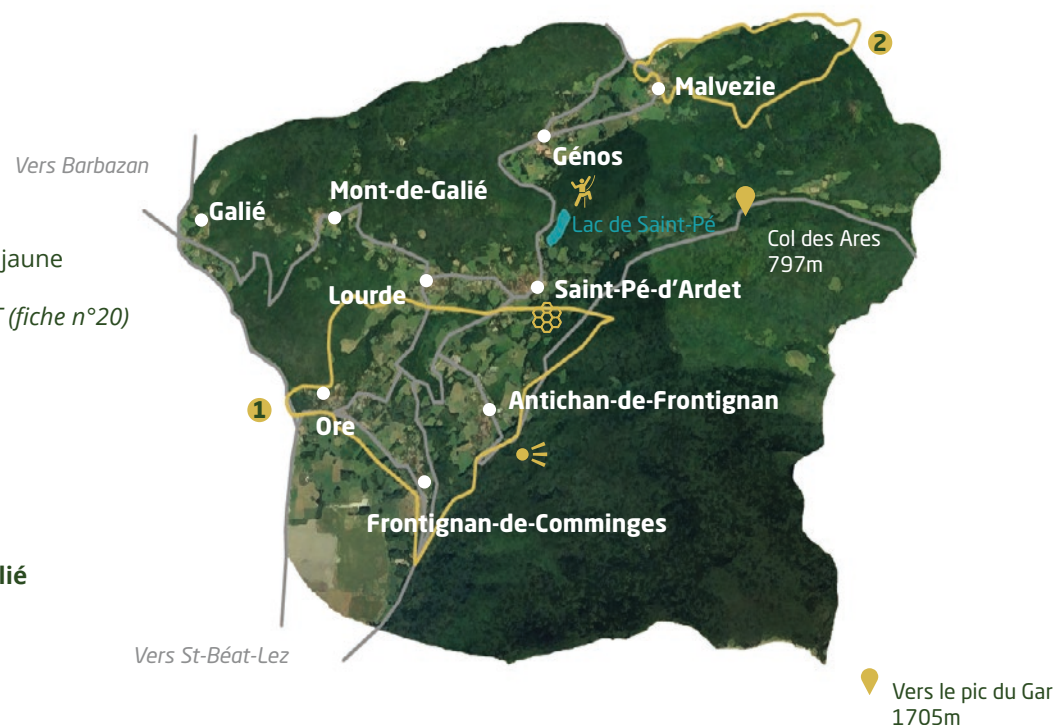 2
Malvezie
Génos
Vers Barbazan
Mont-de-Galié
Galié
Lac de Saint-Pé
Col des Ares
797m
jaune
Lourde
Saint-Pé-d'Ardet
(fiche n°20)
1
Ore
Antichan-de-Frontignan
Frontignan-de-Comminges
lié
Vers St-Béat-Lez
Vers le pic du Gar
1705m